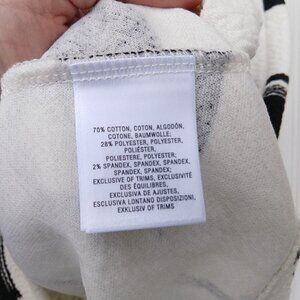 70% COTTON, COTON, ALGODÓN,
COTONE, BAUMWOLLE;
28% POLYESTER, POLYESTER,
POLIÉSTER,
POLIESTERE, POLYESTER;
2% SPANDEX, SPANDEX, SPANDEX,
SPANDEX, SPANDEX;
EXCLUSIVE OF TRIMS, EXCLUSIVITÉ
DES ÉQUILIBRES,
EXCLUSIVA DE AJUSTES,
ESCLUSIVA LONTANO DISPOSIZIONI,
EXKLUSIV OF TRIMS